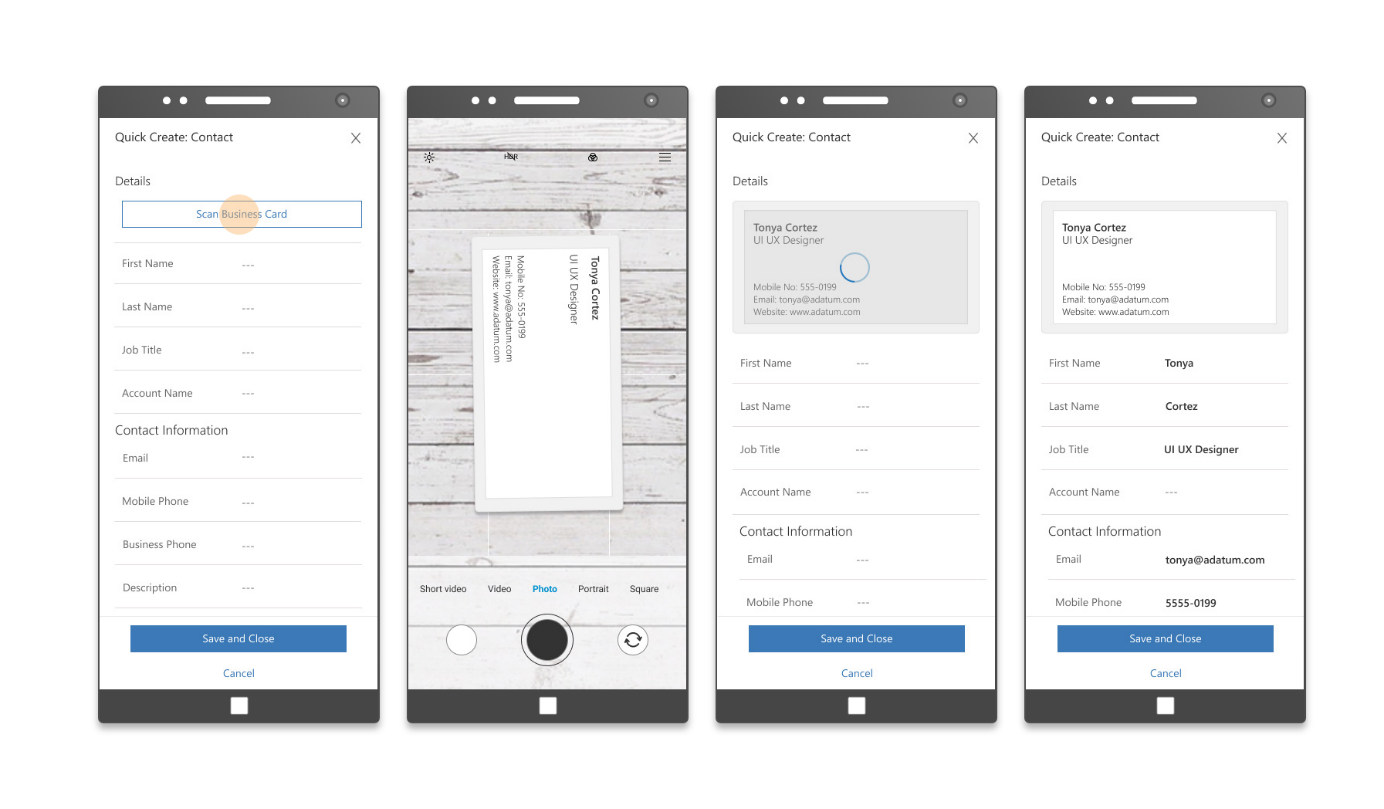 Quick Create: Contact
X
Details
Scan Business Card
First Name ---
Last Name ---
Job Title ---
Account Name ---
Contact Information
Email ---
Mobile Phone ---
Business Phone ---
Description ---
Save and Close
Cancel
HDR
Tonya Cortez
UI UX Designer
Mobile No: 555-0199
Email: tonya@adatum.com
Website: www.adatum.com
Short video Video Photo Portrait Square
Quick Create: Contact
X
Details
Tonya Cortez
UI UX Designer
Mobile No: 555-0199
Email: tonya@adatum.com
Website: www.adatum.com
First Name ---
Last Name ---
Job Title ---
Account Name ---
Contact Information
Email ---
Mobile Phone ---
Save and Close
Cancel
Quick Create: Contact
X
Details
Tonya Cortez
UI UX Designer
Mobile No: 555-0199
Email: tonya@adatum.com
Website: www.adatum.com
First Name Tonya
Last Name Cortez
Job Title UI UX Designer
Account Name ---
Contact Information
Email tonya@adatum.com
Mobile Phone 5555-0199
Save and Close
Cancel